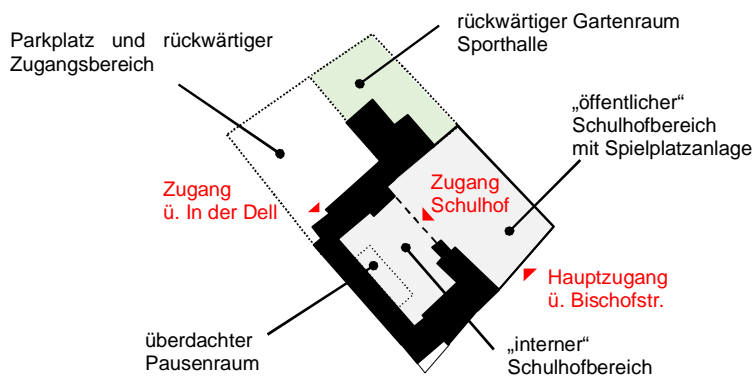 rückwärtiger Gartenraum
Sporthalle
Parkplatz und rückwärtiger
Zugangsbereich
„öffentlicher“
Schulhofbereich
mit Spielplatzanlage
Zugang
ü. In der Dell
Zugang
Schulhof
Hauptzugang
ü. Bischofstr.
überdachter
Pausenraum
„interner“
Schulhofbereich